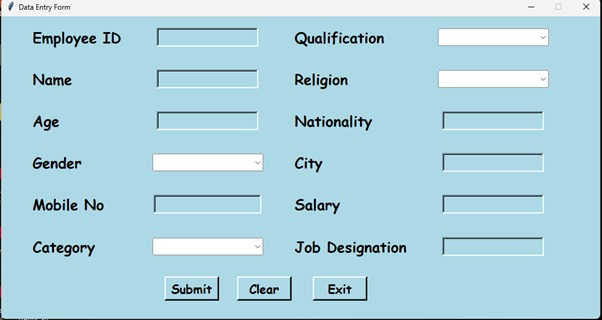 Data Entry Form
Employee ID
Qualification
Name
Religion
Age
Nationality
Gender
City
Mobile No
Salary
Category
Job Designation
Submit
Clear
Exit